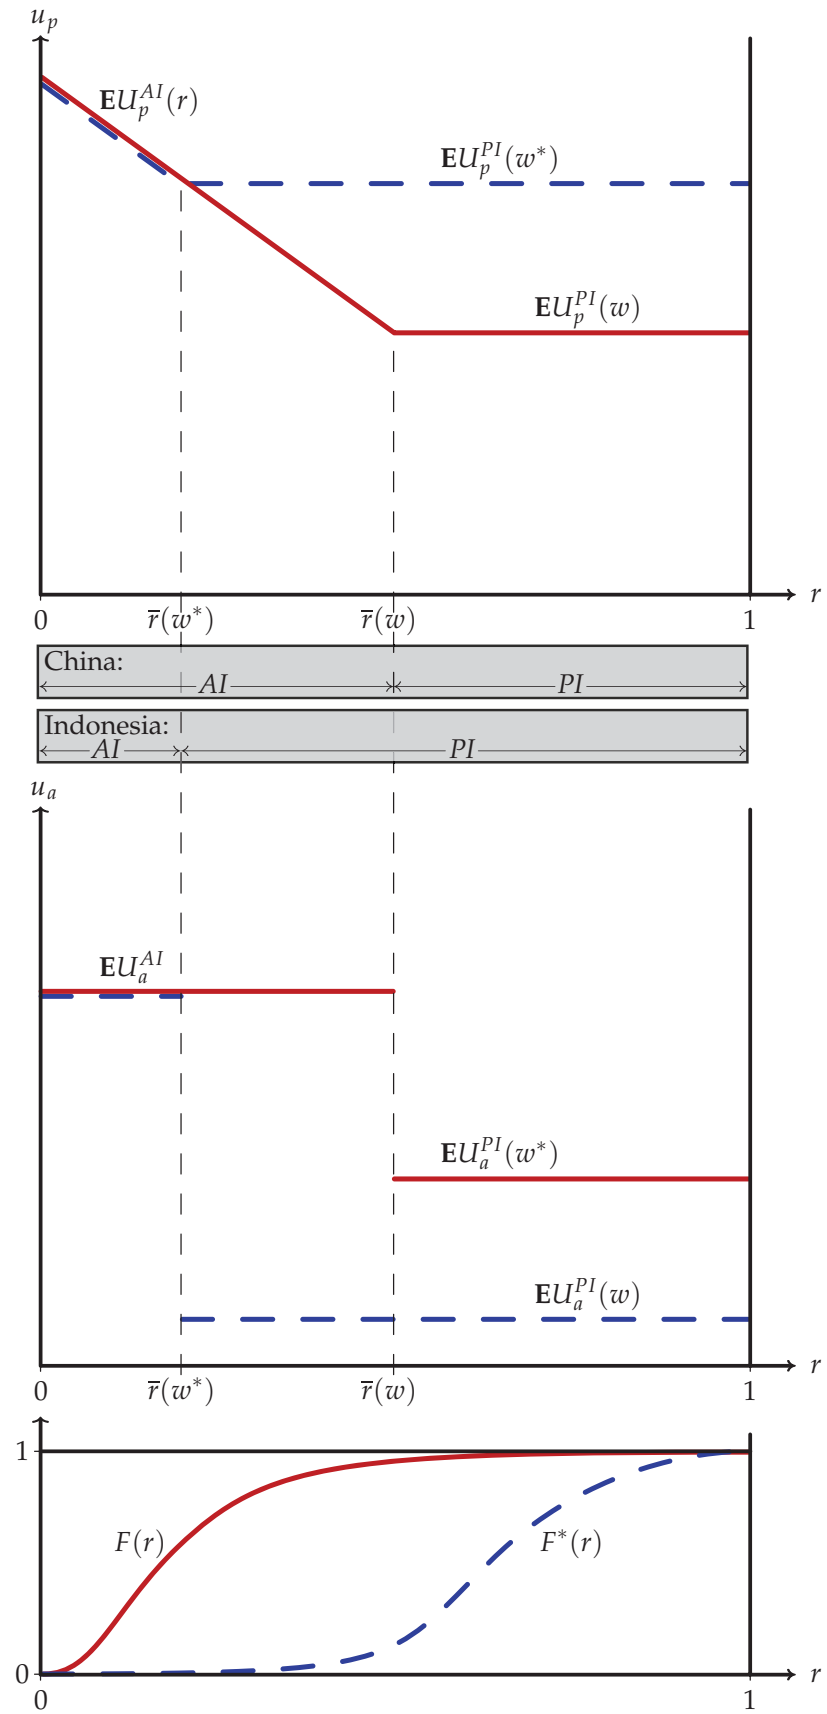 u_p
𝐄U_p^{AI}(r)
𝐄U_p^{PI}(w*)
𝐄U_p^{PI}(w)
r
0 r̅(w*) r̅(w) 1
China:
AI PI
Indonesia:
AI PI
u_a
𝐄U_a^{AI}
𝐄U_a^{PI}(w*)
𝐄U_a^{PI}(w)
r
0 r̅(w*) r̅(w) 1
1
F(r) F*(r)
0 r
0 1